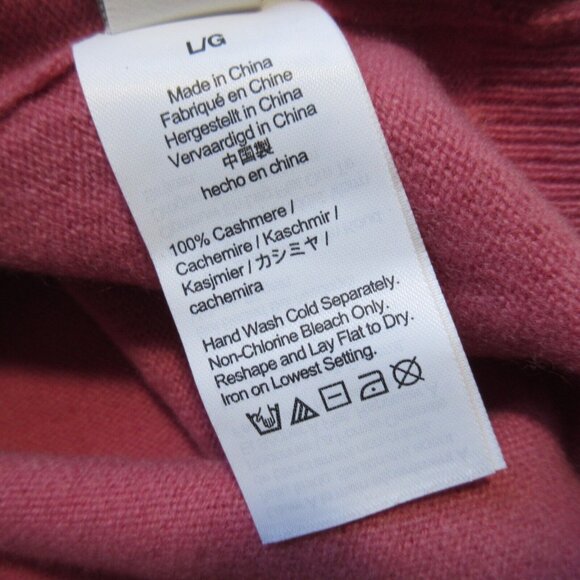 L/G
Made in China
Fabriqué en Chine
Hergestellt in China
Vervaardigd in China
中国製
hecho en china
100% Cashmere /
Cachemire / Kaschmir /
Kasjmier / カシミヤ /
cachemira
Hand Wash Cold Separately.
Non-Chlorine Bleach Only.
Reshape and Lay Flat to Dry.
Iron on Lowest Setting.